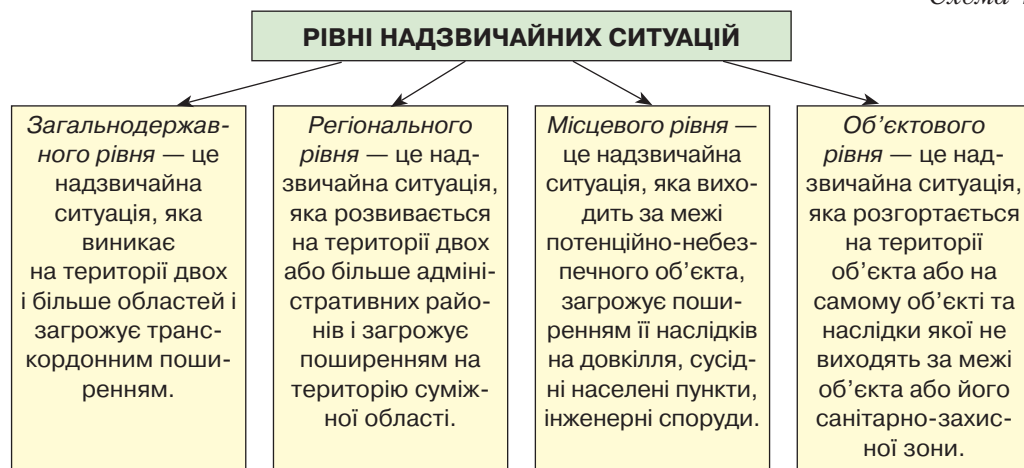 РІВНІ НАДЗВИЧАЙНИХ СИТУАЦІЙ
Загальнодержав-
ного рівня — це
надзвичайна
ситуація, яка
виникає
на території двох
і більше областей і
загрожує транс-
кордонним поши-
ренням.
Регіонального
рівня — це над-
звичайна ситуація,
яка розвивається
на території двох
або більше адміні-
стративних райо-
нів і загрожує
поширенням на
територію суміж-
ної області.
Місцевого рівня —
це надзвичайна
ситуація, яка вихо-
дить за межі
потенційно-небез-
печного об’єкта,
загрожує поши-
ренням її наслідків
на довкілля, сусід-
ні населені пункти,
інженерні споруди.
Об’єктового
рівня — це над-
звичайна ситуація,
яка розгортається
на території
об’єкта або на
самому об’єкті та
наслідки якої не
виходять за межі
об’єкта або його
санітарно-захис-
ної зони.